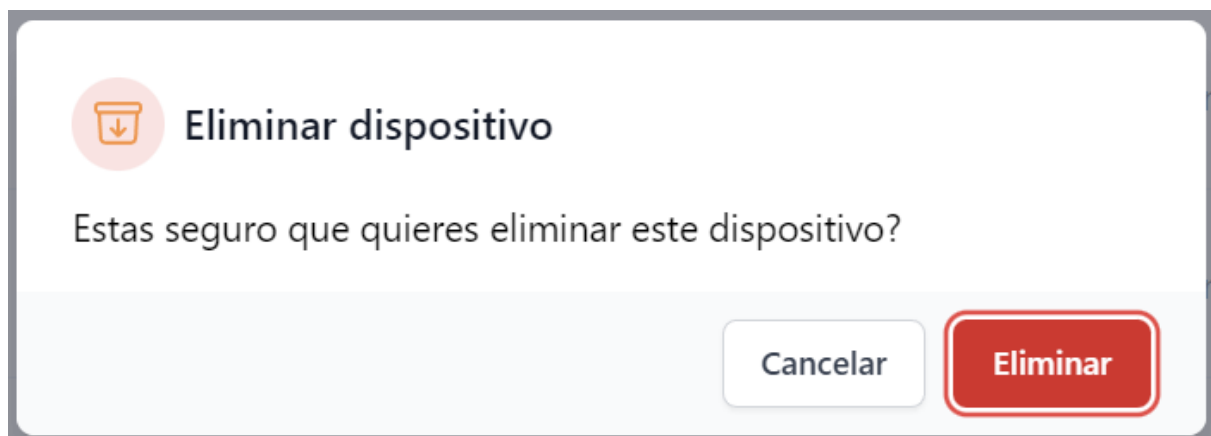 Eliminar dispositivo
Estas seguro que quieres eliminar este dispositivo?
Cancelar
Eliminar